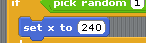 if pick random 1
set x to 240